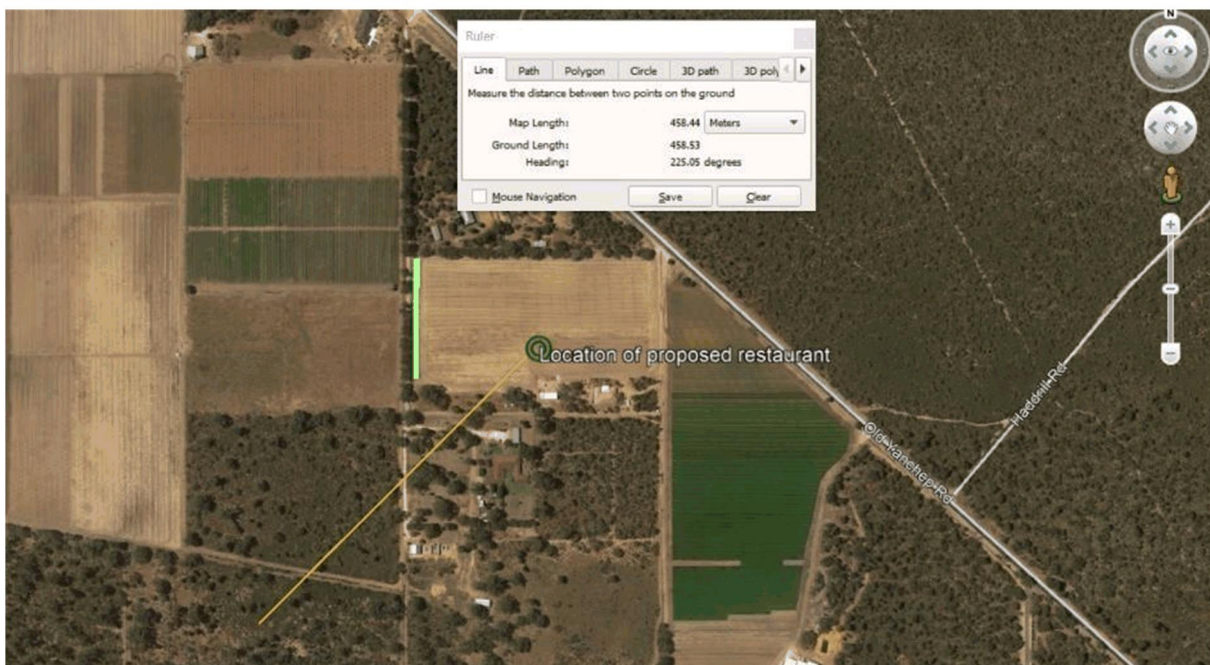 N
Ruler
Line Path Polygon Circle 3D path 3D poly
Measure the distance between two points on the ground
Map Length: 458.44 Meters
Ground Length: 458.53
Heading: 225.05 degrees
Mouse Navigation Save Clear
Location of proposed restaurant
Haddrill Rd
Old Yanchep Rd